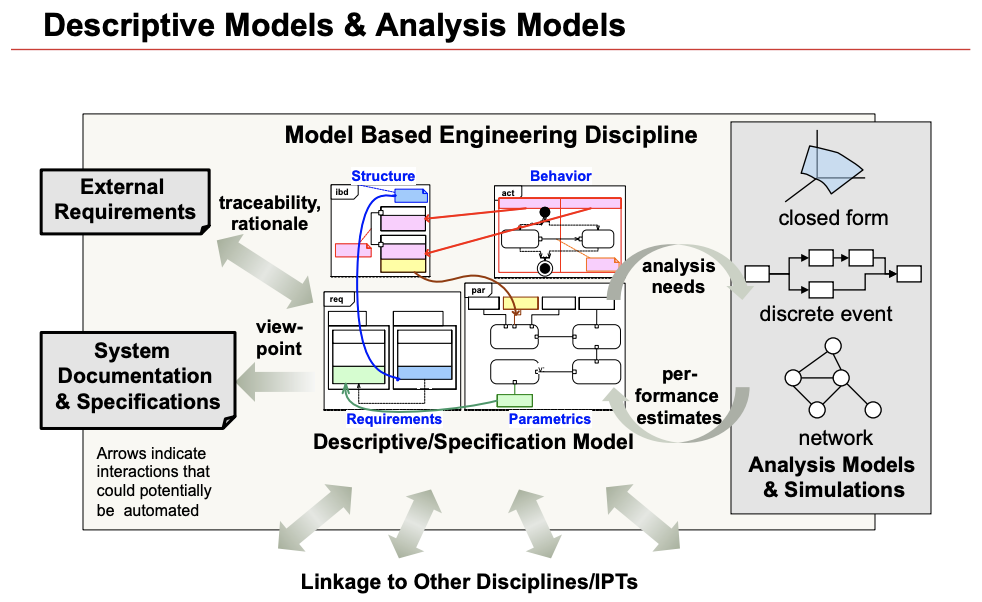 Descriptive Models & Analysis Models
Model Based Engineering Discipline
External
Requirements
traceability,
rationale
Structure
ibd
Behavior
act
closed form
analysis
needs
discrete event
req
par
view-
point
System
Documentation
& Specifications
per-
formance
estimates
network
Analysis Models
& Simulations
Requirements
Parametrics
Descriptive/Specification Model
Arrows indicate
interactions that
could potentially
be automated
Linkage to Other Disciplines/IPTs